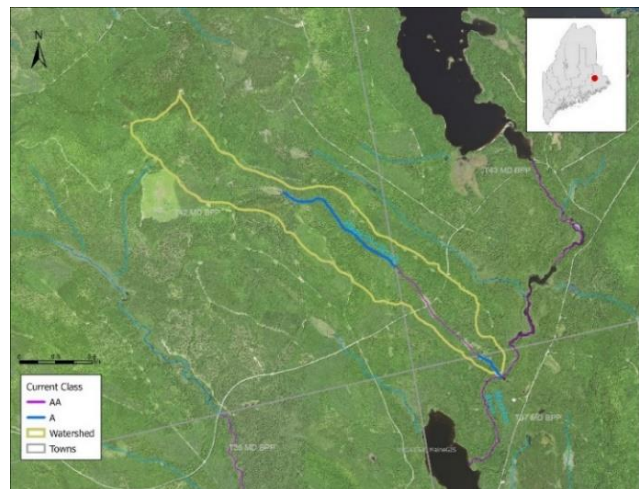 N
T43 MD BPP
T42 MD BPP
Current Class
AA
A
Watershed
Towns
T37 MD BPP
T36 MD BPP